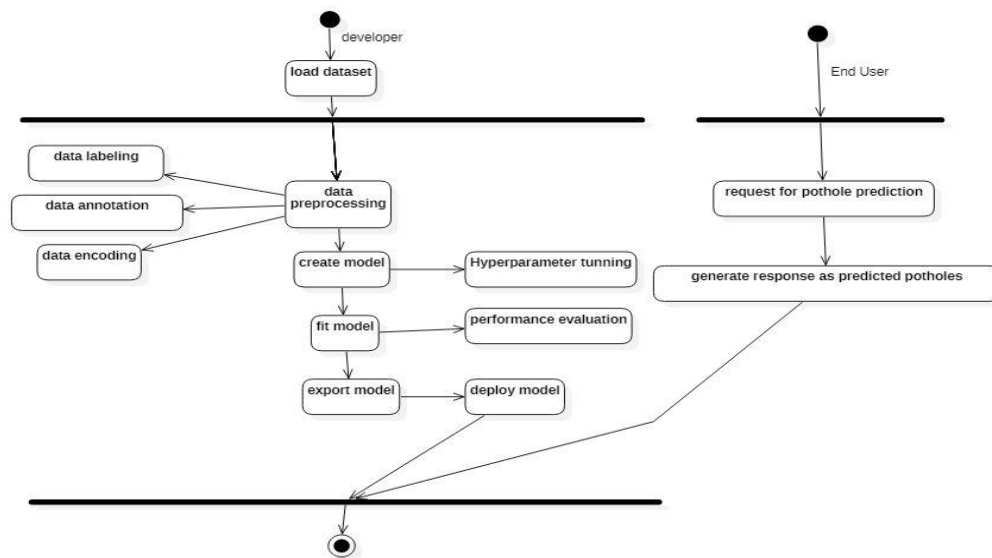 developer
load dataset
End User
data labeling
data annotation
data encoding
data
preprocessing
create model
Hyperparameter tunning
fit model
performance evaluation
export model
deploy model
request for pothole prediction
generate response as predicted potholes